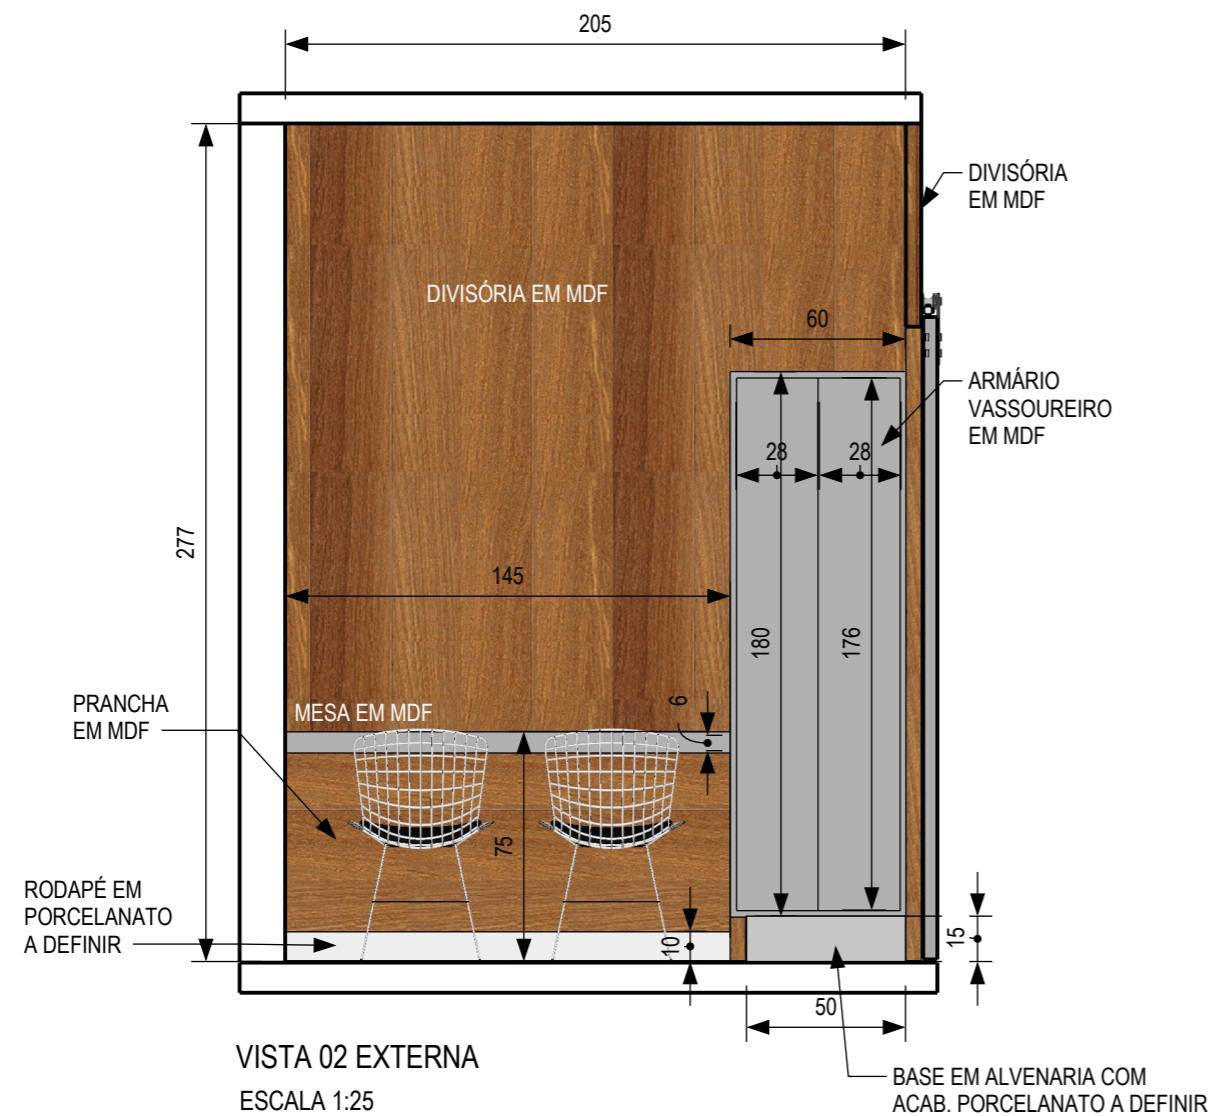 205
DIVISÓRIA
EM MDF
DIVISÓRIA EM MDF
60
ARMÁRIO
VASSOUREIRO
EM MDF
28
28
277
145
180
176
PRANCHA
EM MDF
MESA EM MDF
6
75
RODAPÉ EM
PORCELANATO
A DEFINIR
10
15
50
VISTA 02 EXTERNA
ESCALA 1:25
BASE EM ALVENARIA COM
ACAB. PORCELANATO A DEFINIR